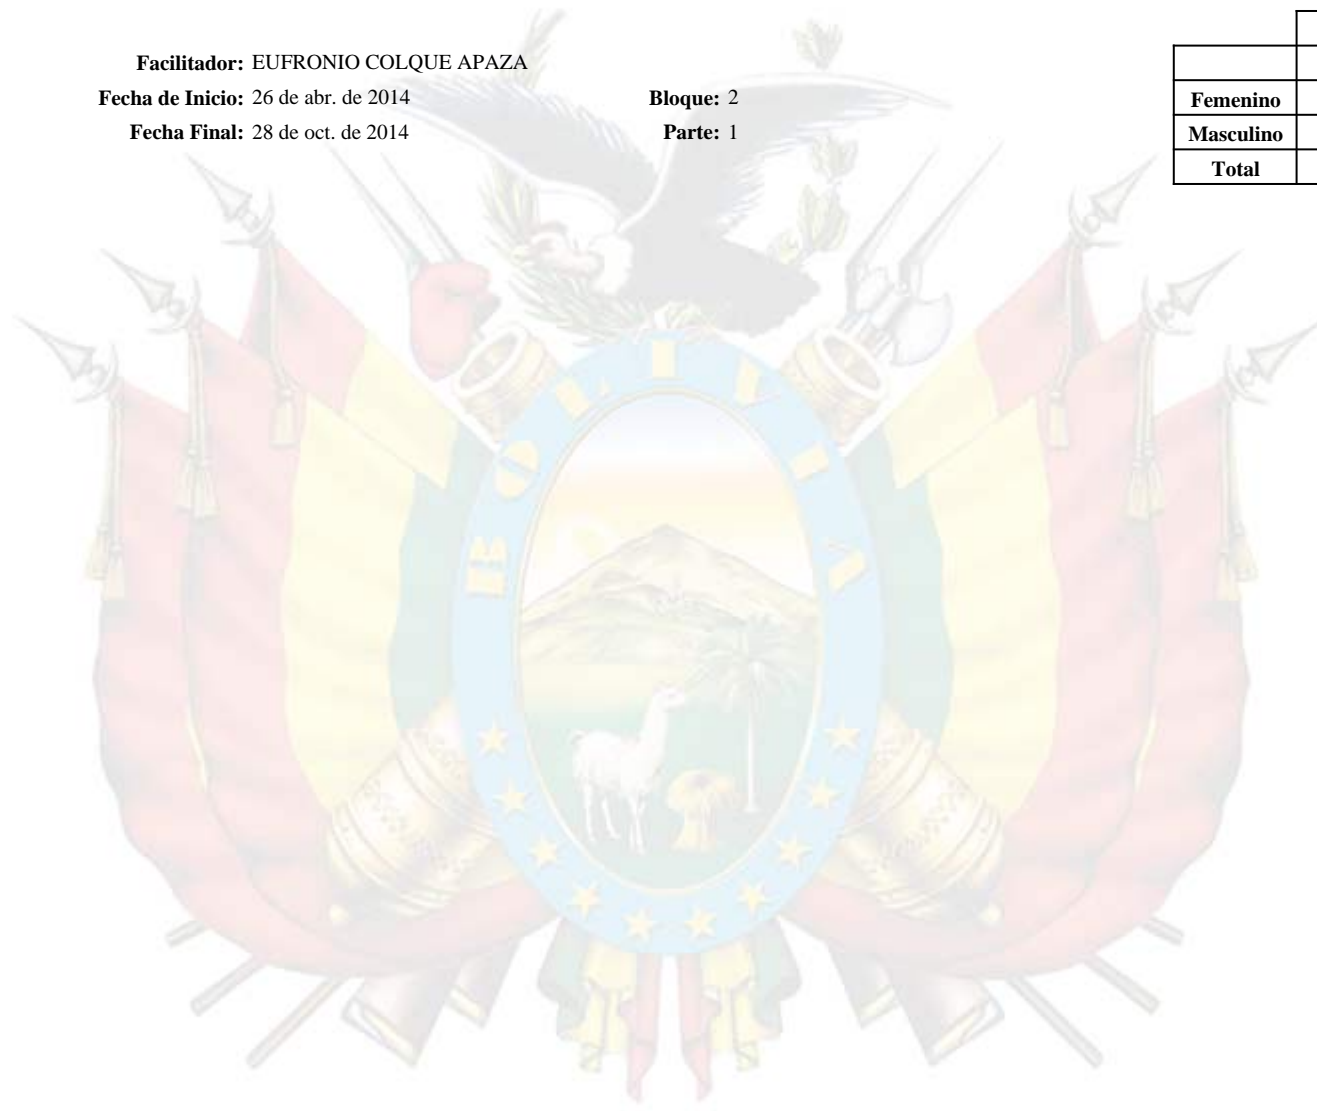 Facilitador: EUFRONIO COLQUE APAZA
Fecha de Inicio: 26 de abr. de 2014 Bloque: 2
Fecha Final: 28 de oct. de 2014 Parte: 1
Femenino
Masculino
Total
BOLIVIA